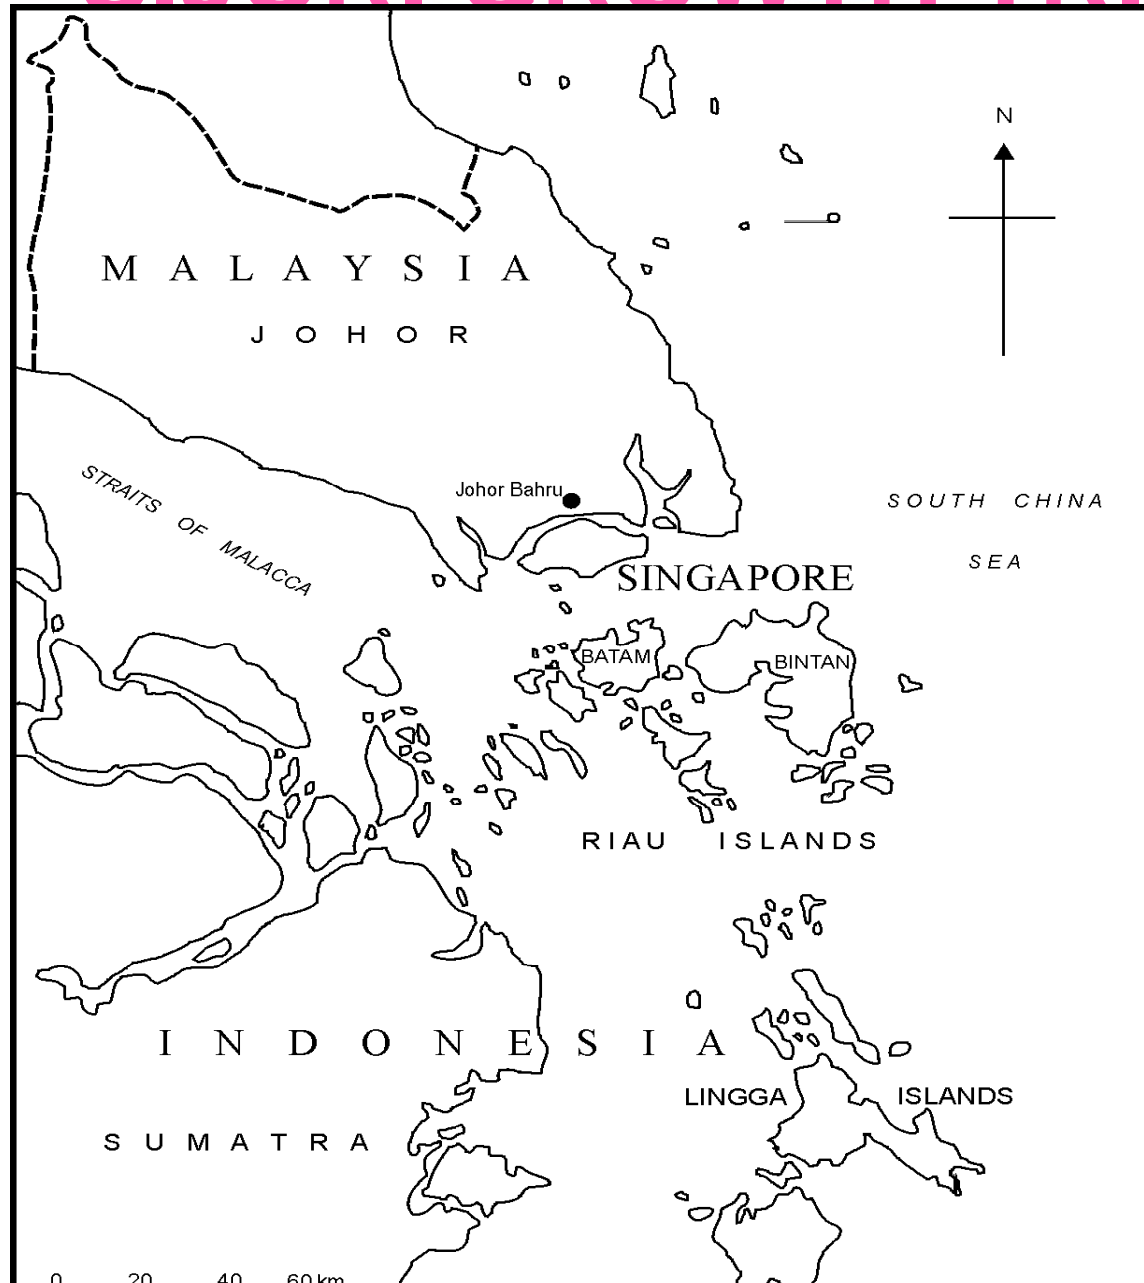 N
M A L A Y S I A
J O H O R
Johor Bahru
STRAITS OF MALACCA
SOUTH CHINA
SEA
SINGAPORE
BATAM
BINTAN
RIAU ISLANDS
I N D O N E S I A
LINGGA ISLANDS
S U M A T R A
0 20 40 60 km